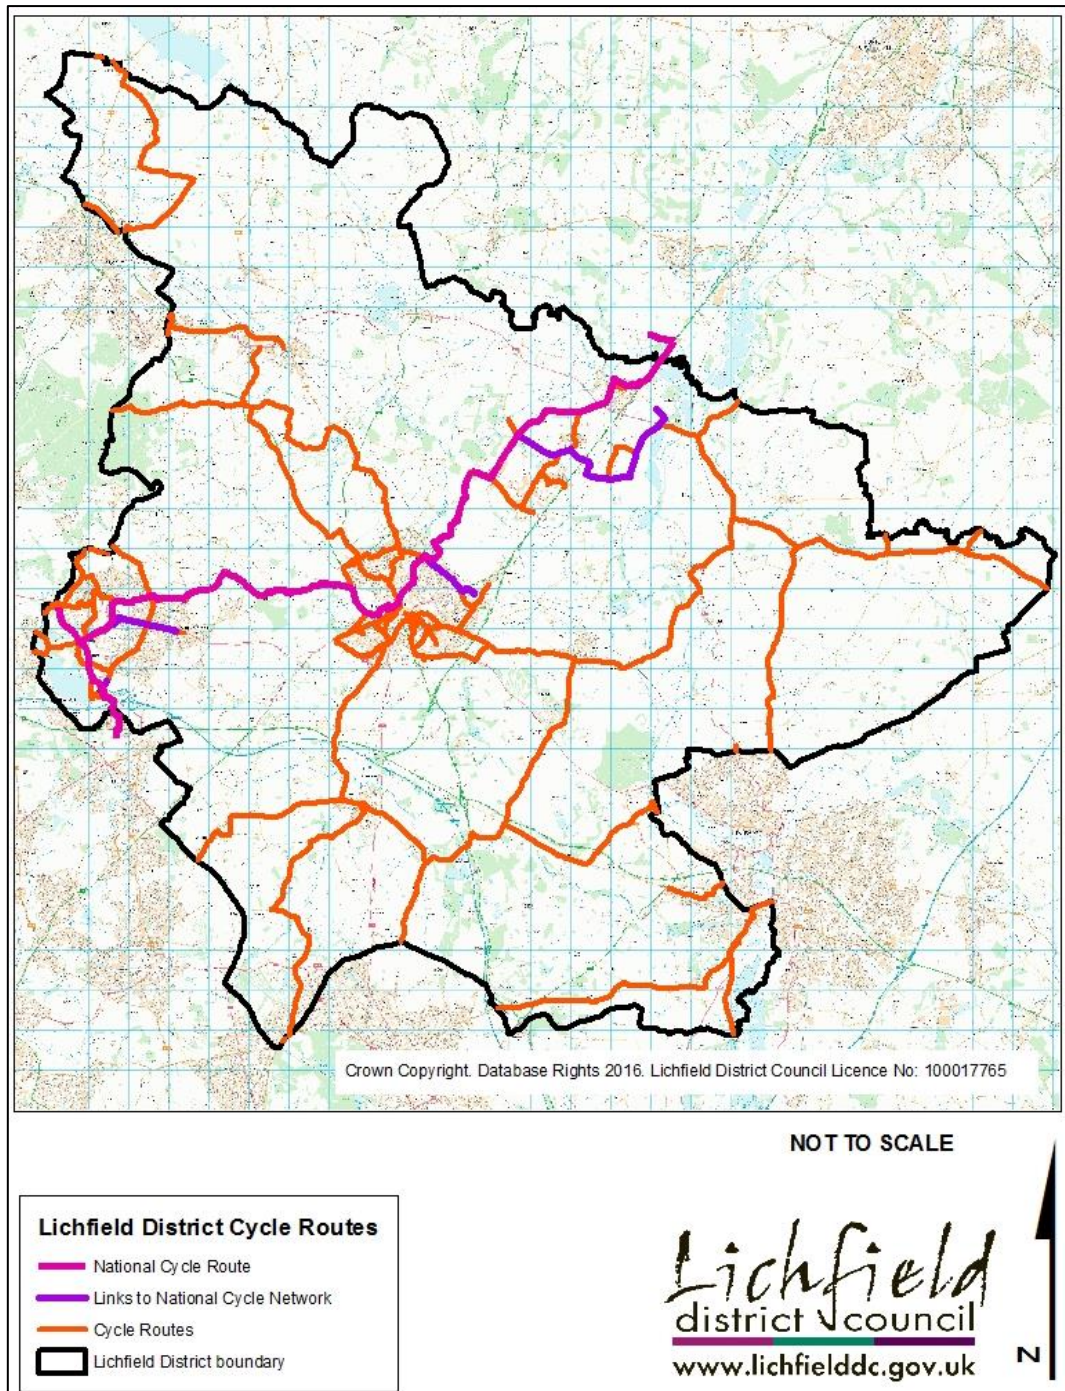 Crown Copyright. Database Rights 2016. Lichfield District Council Licence No: 100017765
NOT TO SCALE
Lichfield District Cycle Routes
National Cycle Route
Links to National Cycle Network
Cycle Routes
Lichfield District boundary
Lichfield
district council
www.lichfielddc.gov.uk
N